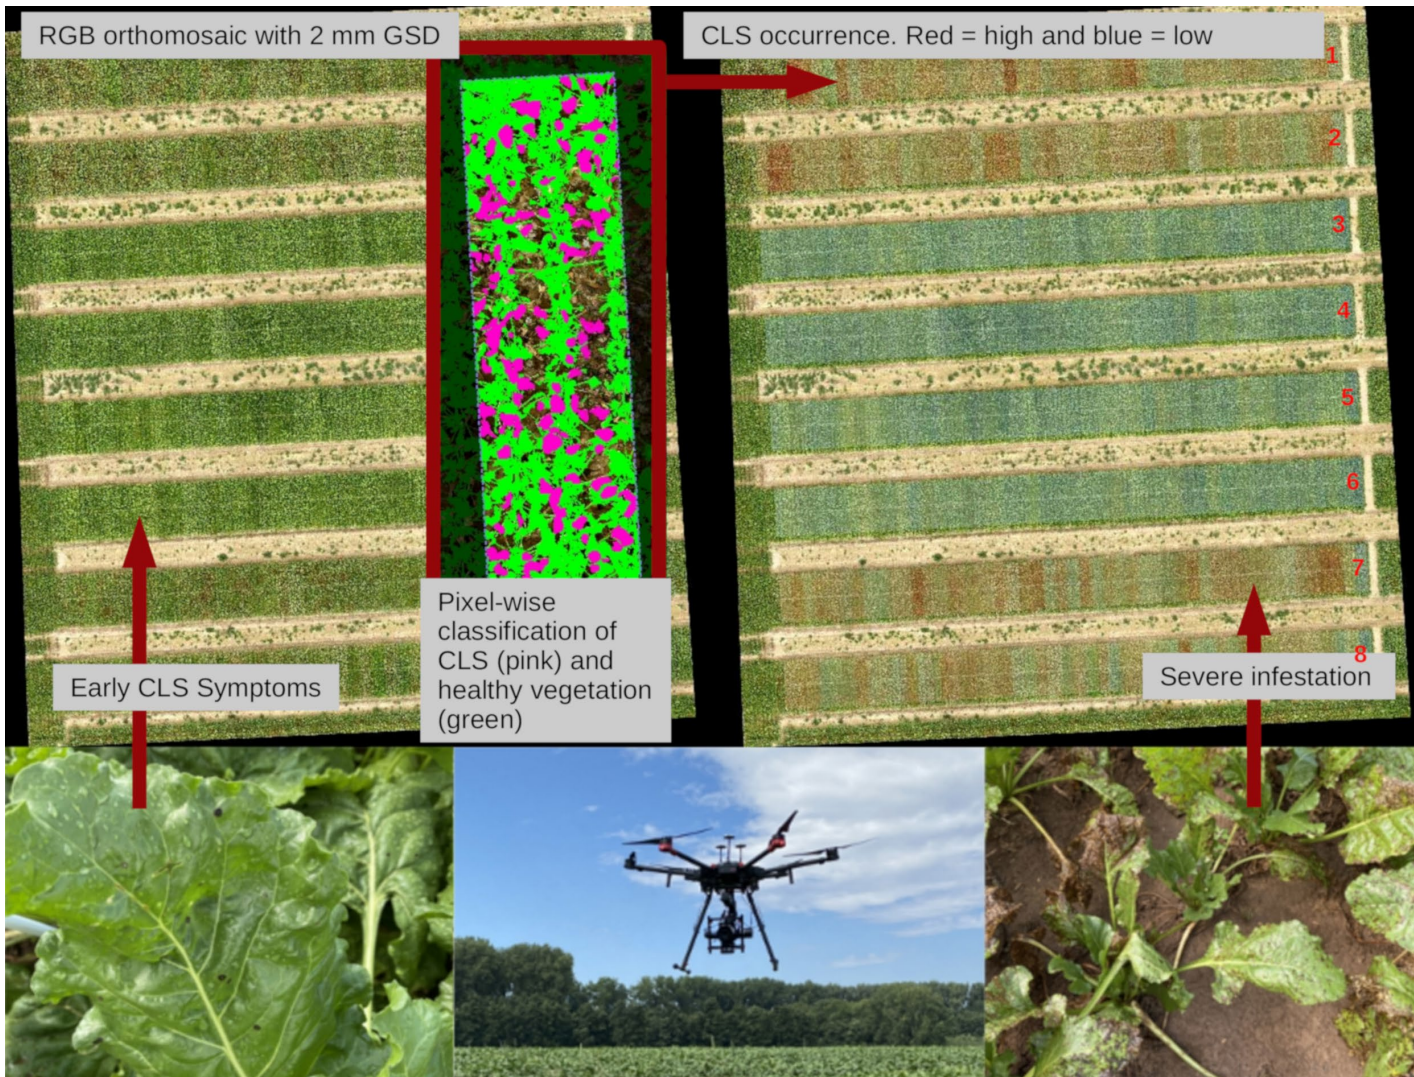 RGB orthomosaic with 2 mm GSD
CLS occurrence. Red = high and blue = low
1
2
3
4
5
6
7
8
Pixel-wise
classification of
CLS (pink) and
healthy vegetation
(green)
Early CLS Symptoms
Severe infestation